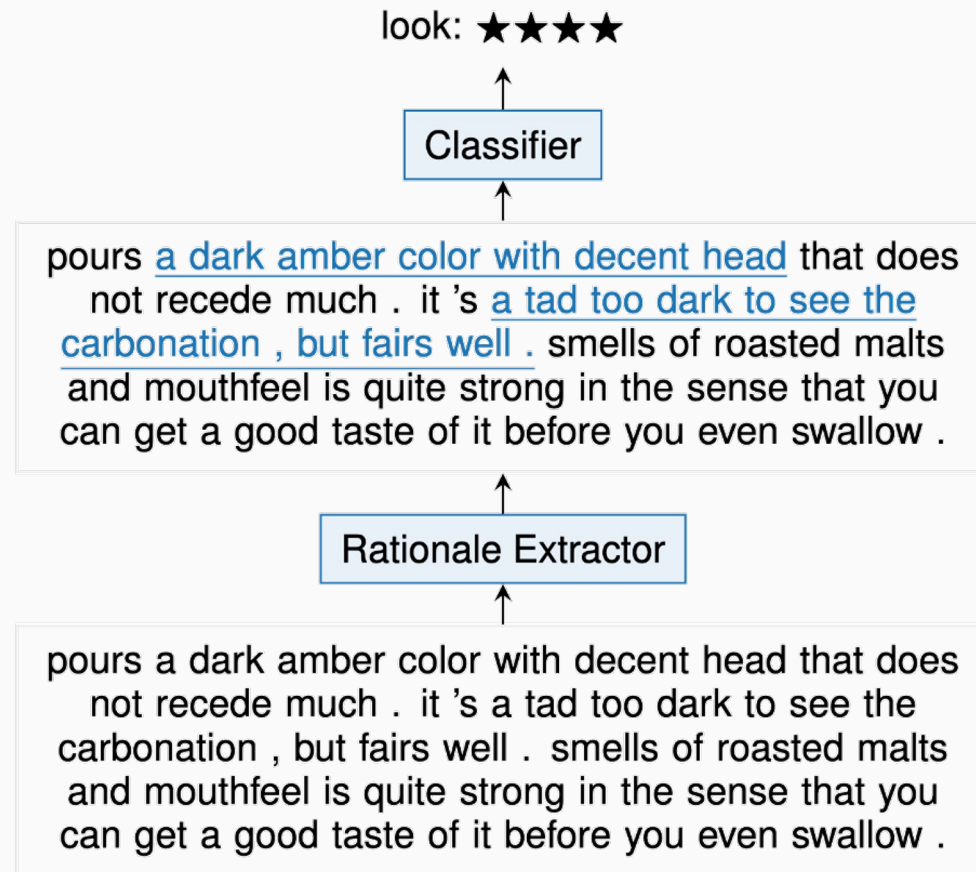 look: ★★★★
Classifier
pours a dark amber color with decent head that does
not recede much . it 's a tad too dark to see the
carbonation , but fairs well . smells of roasted malts
and mouthfeel is quite strong in the sense that you
can get a good taste of it before you even swallow .
Rationale Extractor
pours a dark amber color with decent head that does
not recede much . it 's a tad too dark to see the
carbonation , but fairs well . smells of roasted malts
and mouthfeel is quite strong in the sense that you
can get a good taste of it before you even swallow .